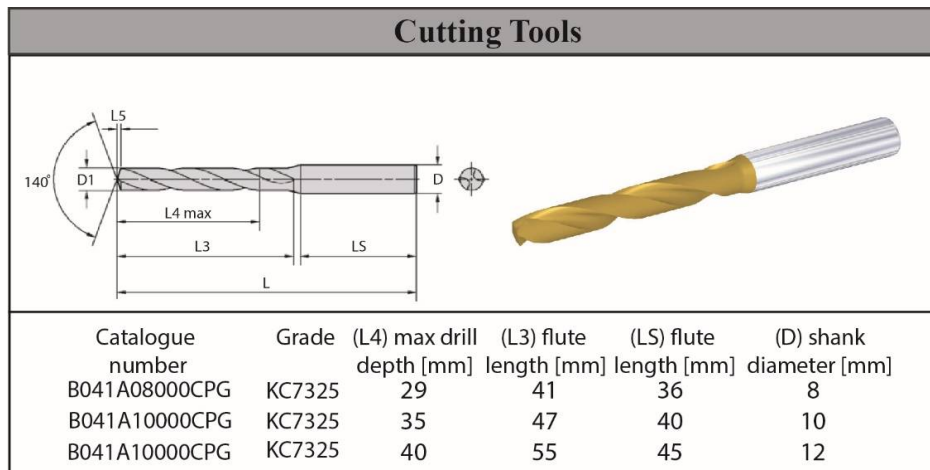 Cutting Tools
L5
140°
D1
D
L4 max
L3
LS
L
Catalogue Grade (L4) max drill (L3) flute (LS) flute (D) shank
number depth [mm] length [mm] length [mm] diameter [mm]
B041A08000CPG KC7325 29 41 36 8
B041A10000CPG KC7325 35 47 40 10
B041A10000CPG KC7325 40 55 45 12